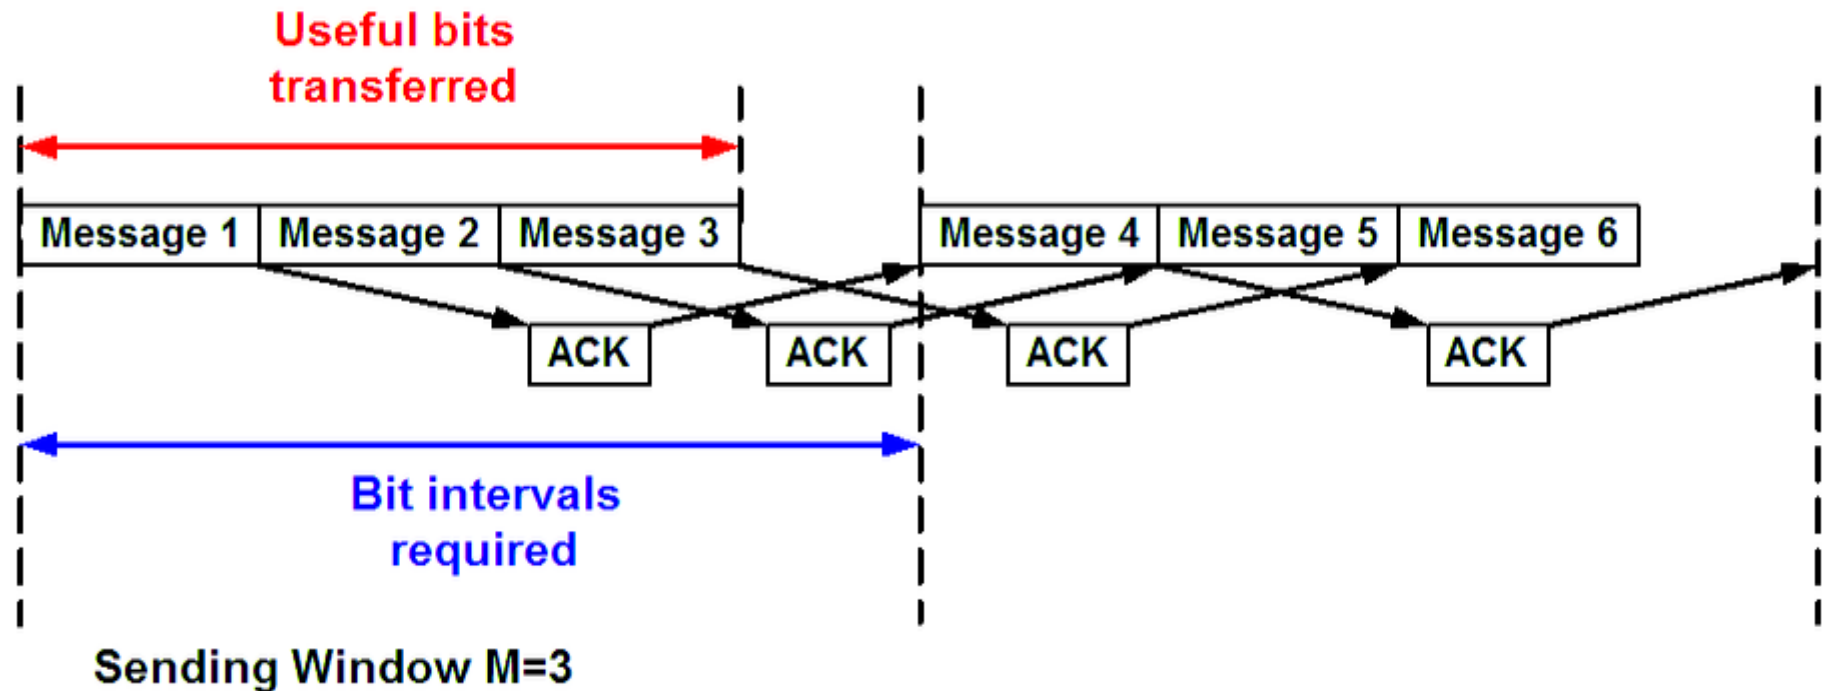 Useful bits
transferred
Message 1 Message 2 Message 3 Message 4 Message 5 Message 6
ACK ACK ACK ACK
Bit intervals
required
Sending Window M=3